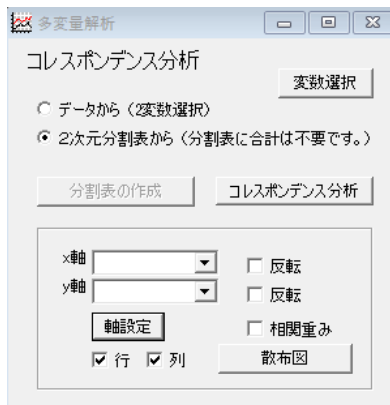 多変量解析
コレスポンデンス分析
変数選択
データから（2変数選択）
2次元分割表から（分割表に合計は不要です。）
分割表の作成
コレスポンデンス分析
x軸
反転
y軸
反転
軸設定
相関重み
行 列
散布図